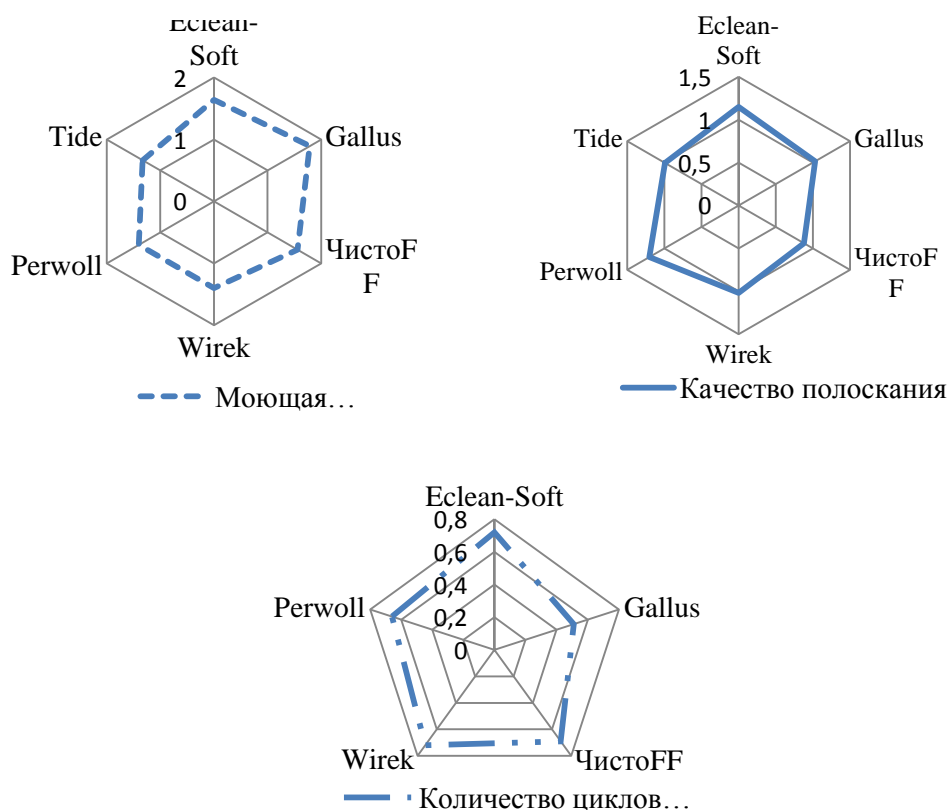 Eclean-
Soft
2
1
0
Tide
Gallus
Perwoll
ЧистоF
F
Wirek
Моющая…
Eclean-
Soft
1,5
1
0,5
0
Tide
Gallus
Perwoll
ЧистоF
F
Wirek
Качество полоскания
Eclean-Soft
0,8
0,6
0,4
0,2
0
Perwoll
Gallus
Wirek
ЧистоFF
Количество циклов…